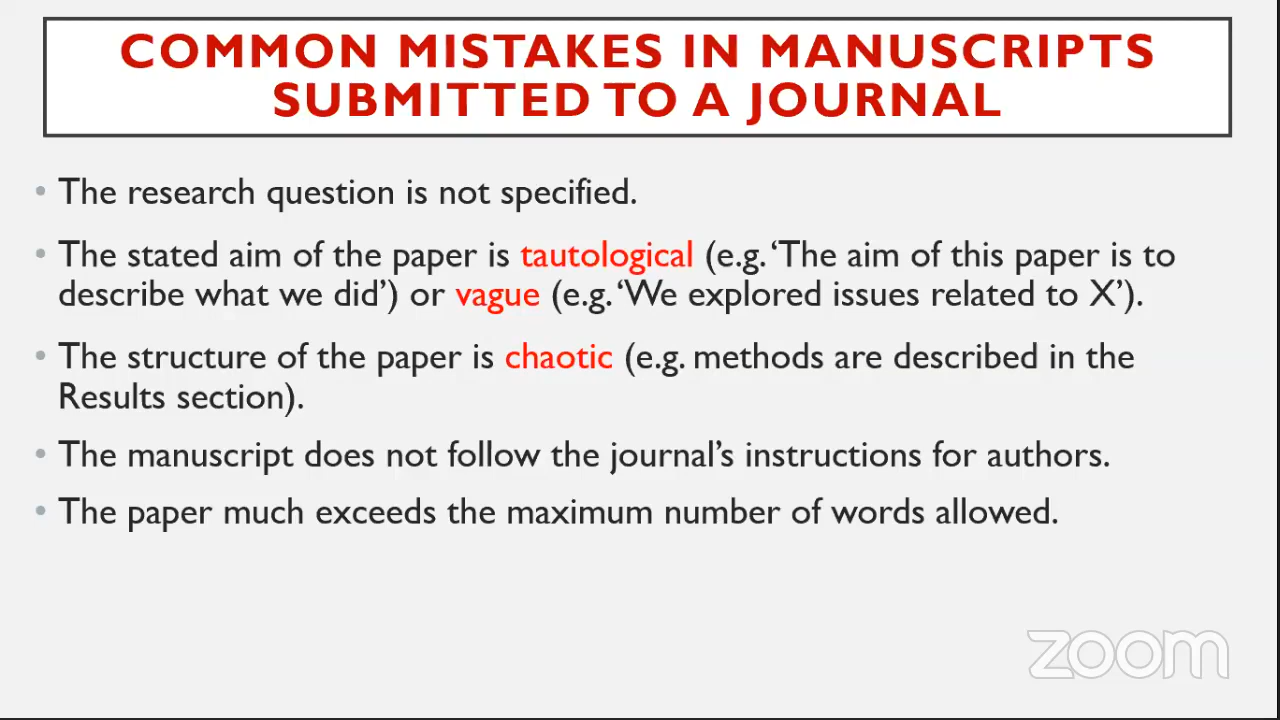 COMMON MISTAKES IN MANUSCRIPTS
SUBMITTED TO A JOURNAL
• The research question is not specified.
• The stated aim of the paper is tautological (e.g. ‘The aim of this paper is to
describe what we did’) or vague (e.g. ‘We explored issues related to X’).
• The structure of the paper is chaotic (e.g. methods are described in the
Results section).
• The manuscript does not follow the journal’s instructions for authors.
• The paper much exceeds the maximum number of words allowed.
zoom